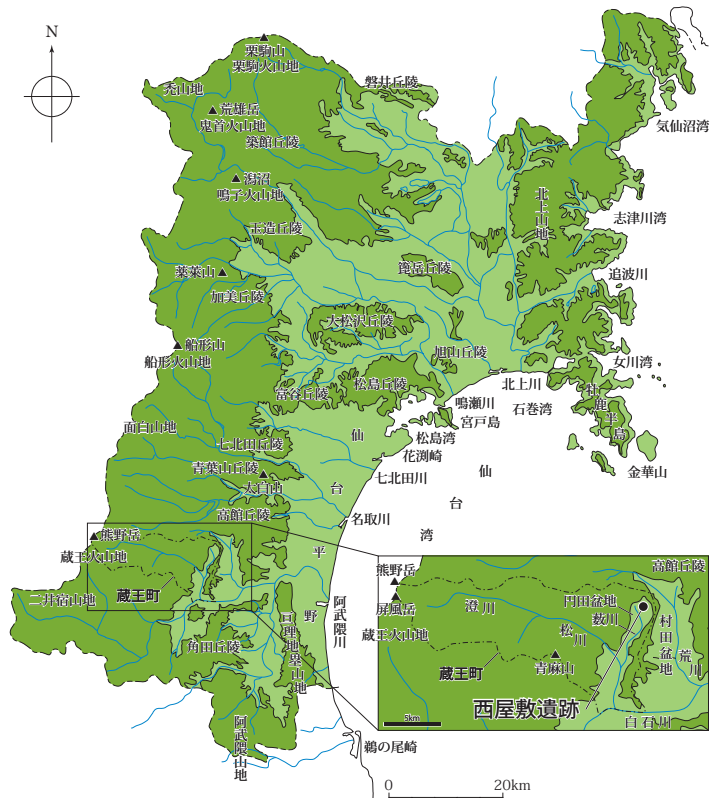 N
栗駒山
栗駒火山地
禿山地
荒雄岳
鬼首火山地
築館丘陵
磐井丘陵
気仙沼湾
潟沼
鳴子火山地
北上山地
志津川湾
玉造丘陵
箆岳丘陵
追波川
薬莱山
加美丘陵
大松沢丘陵
船形山
船形火山地
旭山丘陵
女川湾
富谷丘陵
松島丘陵
北上川
鳴瀬川
石巻湾
宮戸島
牡鹿半島
面白山地
七北田丘陵
松島湾
花渕崎
七北田川
金華山
青葉山丘陵
太白山
仙台平野
仙台湾
高館丘陵
名取川
熊野岳
蔵王火山地
蔵王町
二井宿山地
阿武隈川
亘理地塁山地
角田丘陵
阿武隈山地
鵜の尾崎
高館丘陵
熊野岳
屏風岳
蔵王火山地
澄川
円田盆地
薮川
松川
村田盆地
荒川
青麻山
蔵王町
西屋敷遺跡
白石川
5km
0 20km